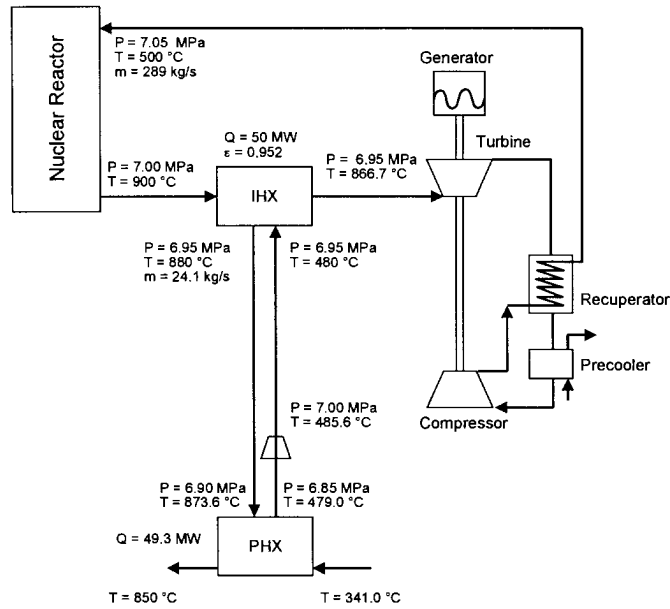 Nuclear Reactor
P = 7.05 MPa
T = 500 °C
m = 289 kg/s
Generator
Turbine
Q = 50 MW
ε = 0,952
P = 7.00 MPa
T = 900 °C
P = 6.95 MPa
T = 866.7 °C
IHX
P = 6.95 MPa
T = 880 °C
m = 24.1 kg/s
P = 6.95 MPa
T = 480 °C
Recuperator
Precooler
Compressor
P = 7.00 MPa
T = 485.6 °C
P = 6.90 MPa
T = 873.6 °C
P = 6.85 MPa
T = 479.0 °C
Q = 49.3 MW
PHX
T = 850 °C
T = 341.0 °C